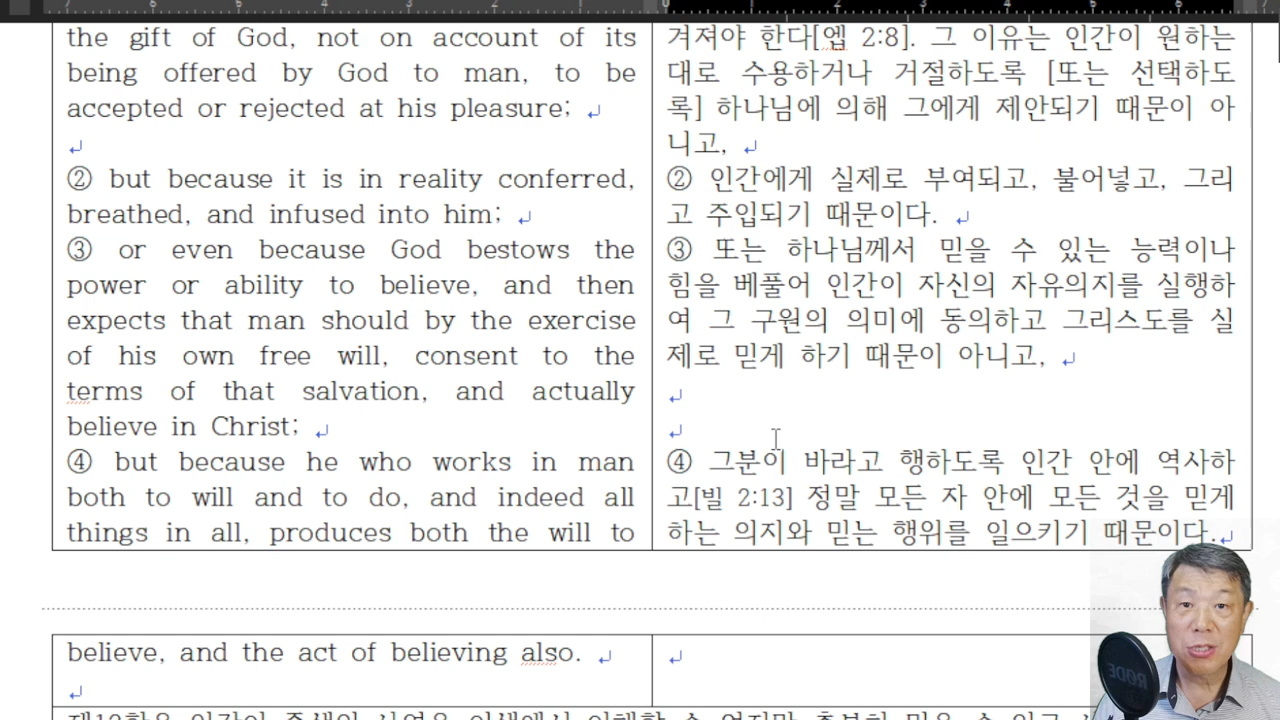 the gift of God, not on account of its
being offered by God to man, to be
accepted or rejected at his pleasure;
② but because it is in reality conferred,
breathed, and infused into him;
③ or even because God bestows the
power or ability to believe, and then
expects that man should by the exercise
of his own free will, consent to the
terms of that salvation, and actually
believe in Christ;
④ but because he who works in man
both to will and to do, and indeed all
things in all, produces both the will to
겨져야 한다[엡 2:8]. 그 이유는 인간이 원하는
대로 수용하거나 거절하도록 [또는 선택하도
록] 하나님에 의해 그에게 제안되기 때문이 아
니고,
② 인간에게 실제로 부여되고, 불어넣고, 그리
고 주입되기 때문이다.
③ 또는 하나님께서 믿을 수 있는 능력이나
힘을 베풀어 인간이 자신의 자유의지를 실행하
여 그 구원의 의미에 동의하고 그리스도를 실
제로 믿게 하기 때문이 아니고,
④ 그분이 바라고 행하도록 인간 안에 역사하
고[빌 2:13] 정말 모든 자 안에 모든 것을 믿게
하는 의지와 믿는 행위를 일으키기 때문이다.
believe, and the act of believing also.
RØDE